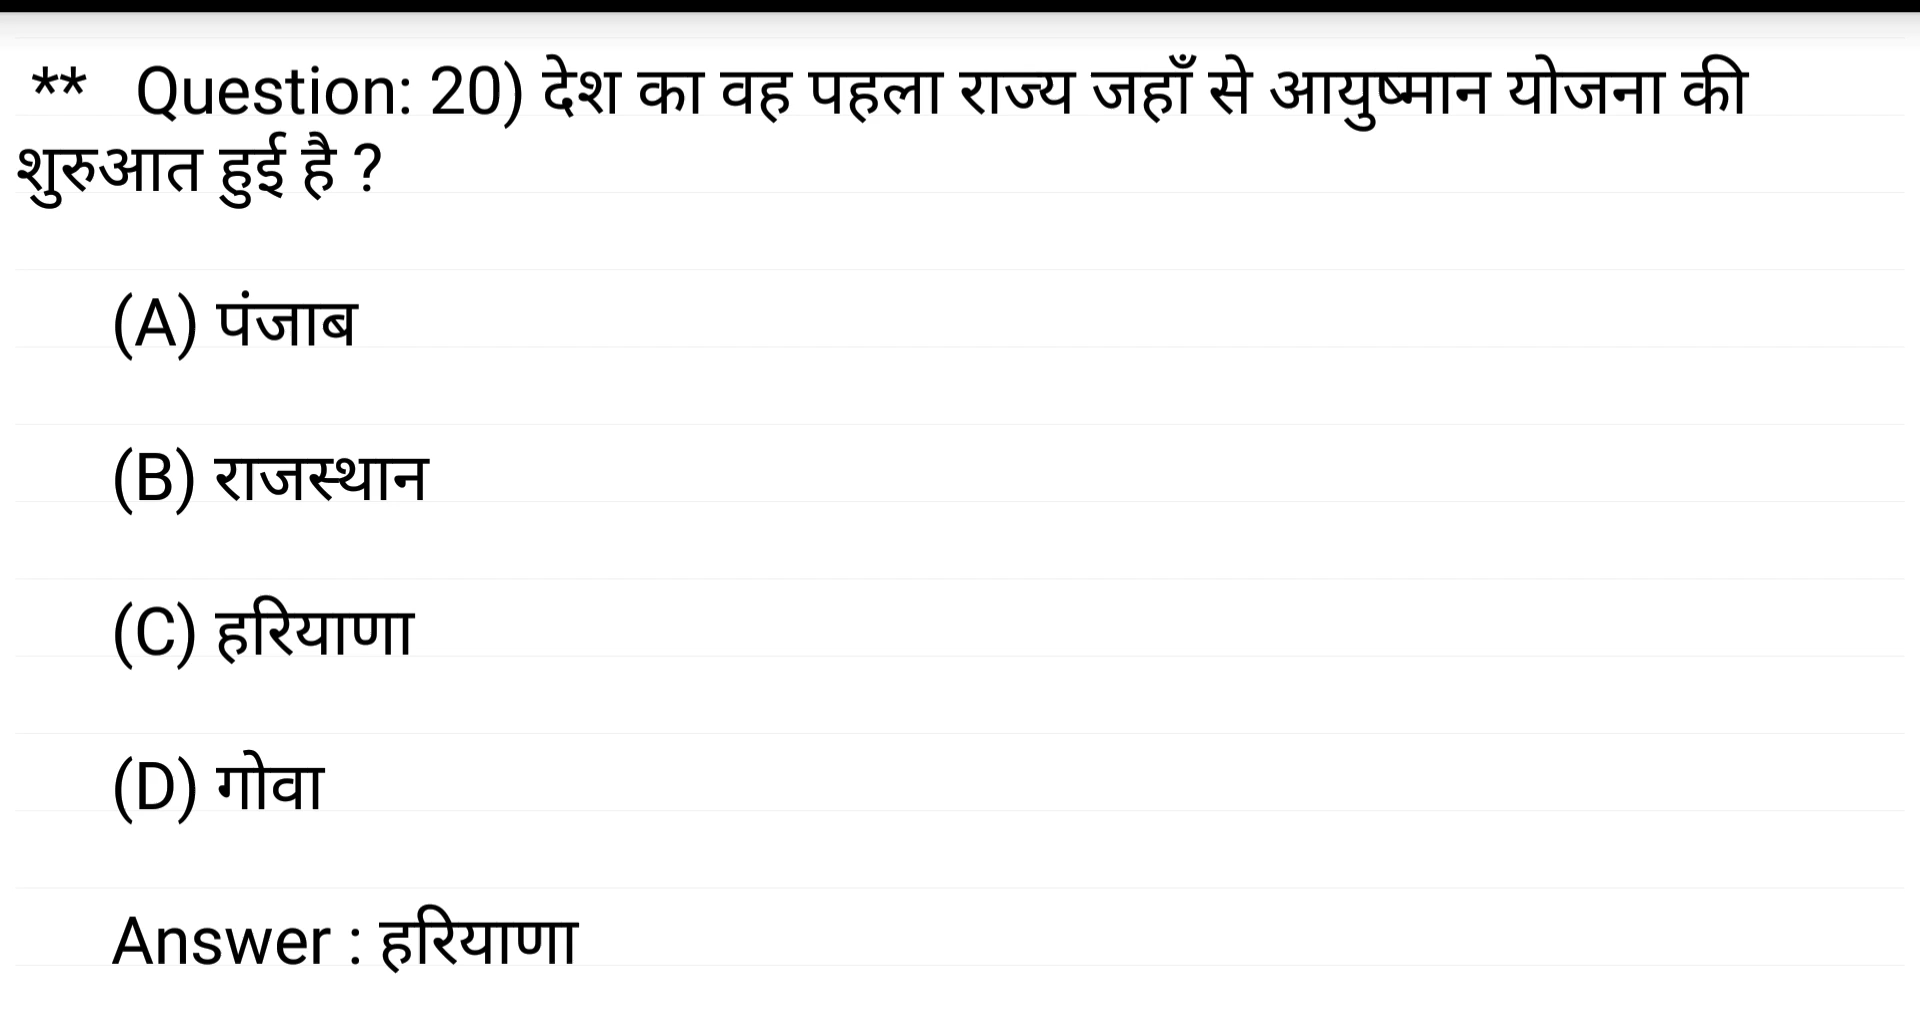 ** Question: 20) देश का वह पहला राज्य जहाँ से आयुष्मान योजना की
शुरुआत हुई है ?
(A) पंजाब
(B) राजस्थान
(C) हरियाणा
(D) गोवा
Answer : हरियाणा